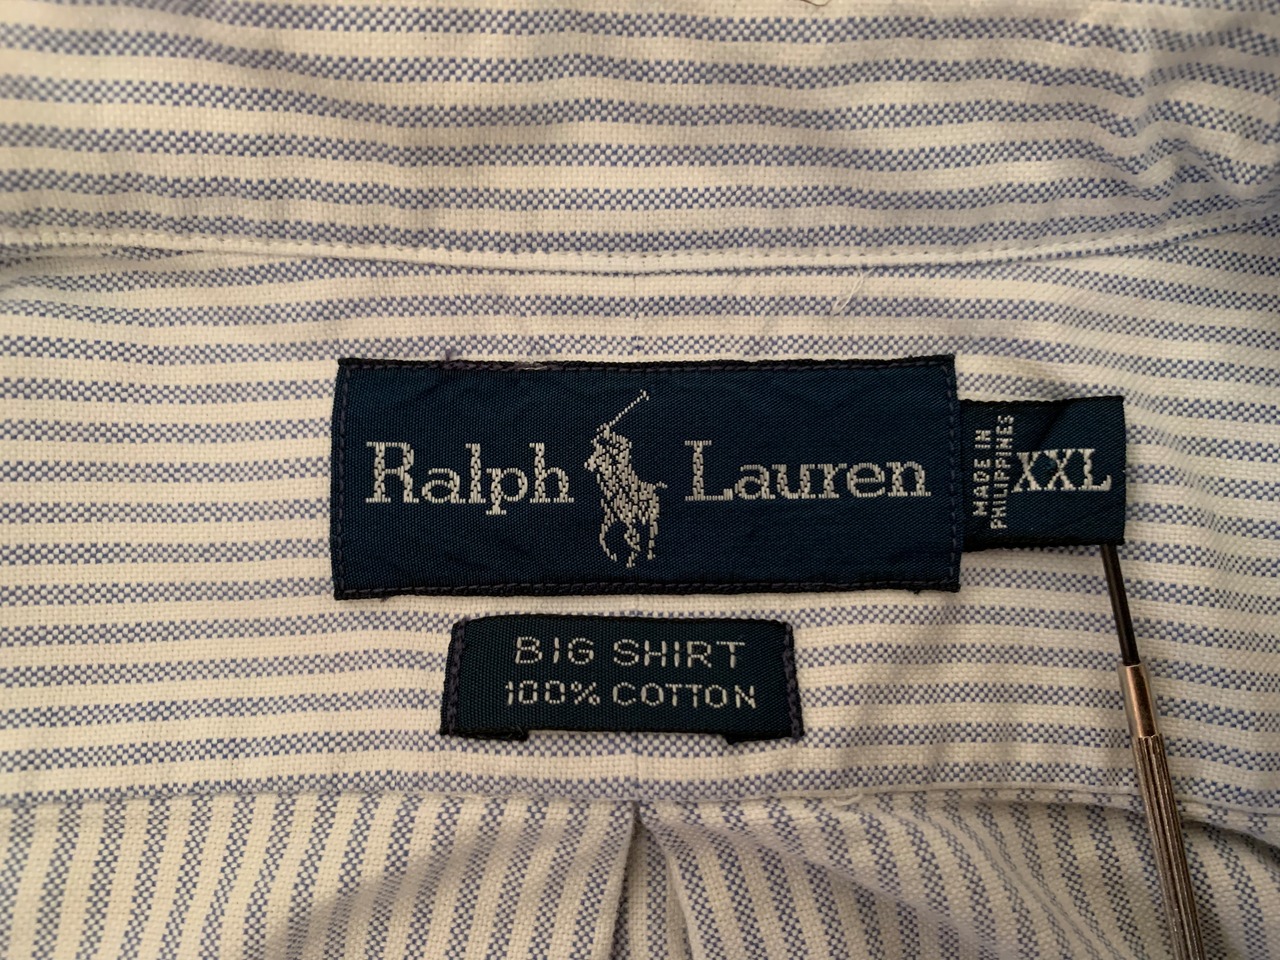 Ralph Lauren
MADE IN
PHILIPPINES
XXL
BIG SHIRT
100% COTTON